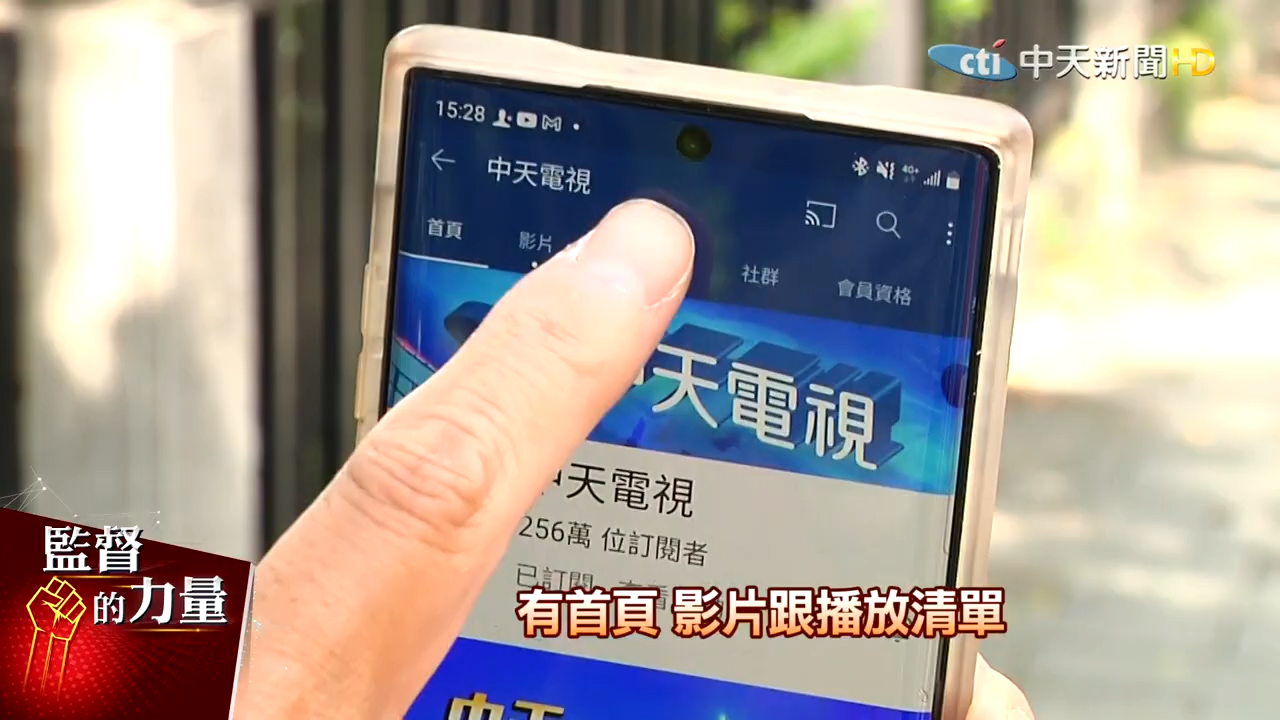 cti 中天新聞HD
15:28
4G+
中天電視
首頁
影片
社群
會員資格
天電視
中天電視
256萬 位訂閱者
已訂閱
有首頁 影片跟播放清單
監督
的力量
中天